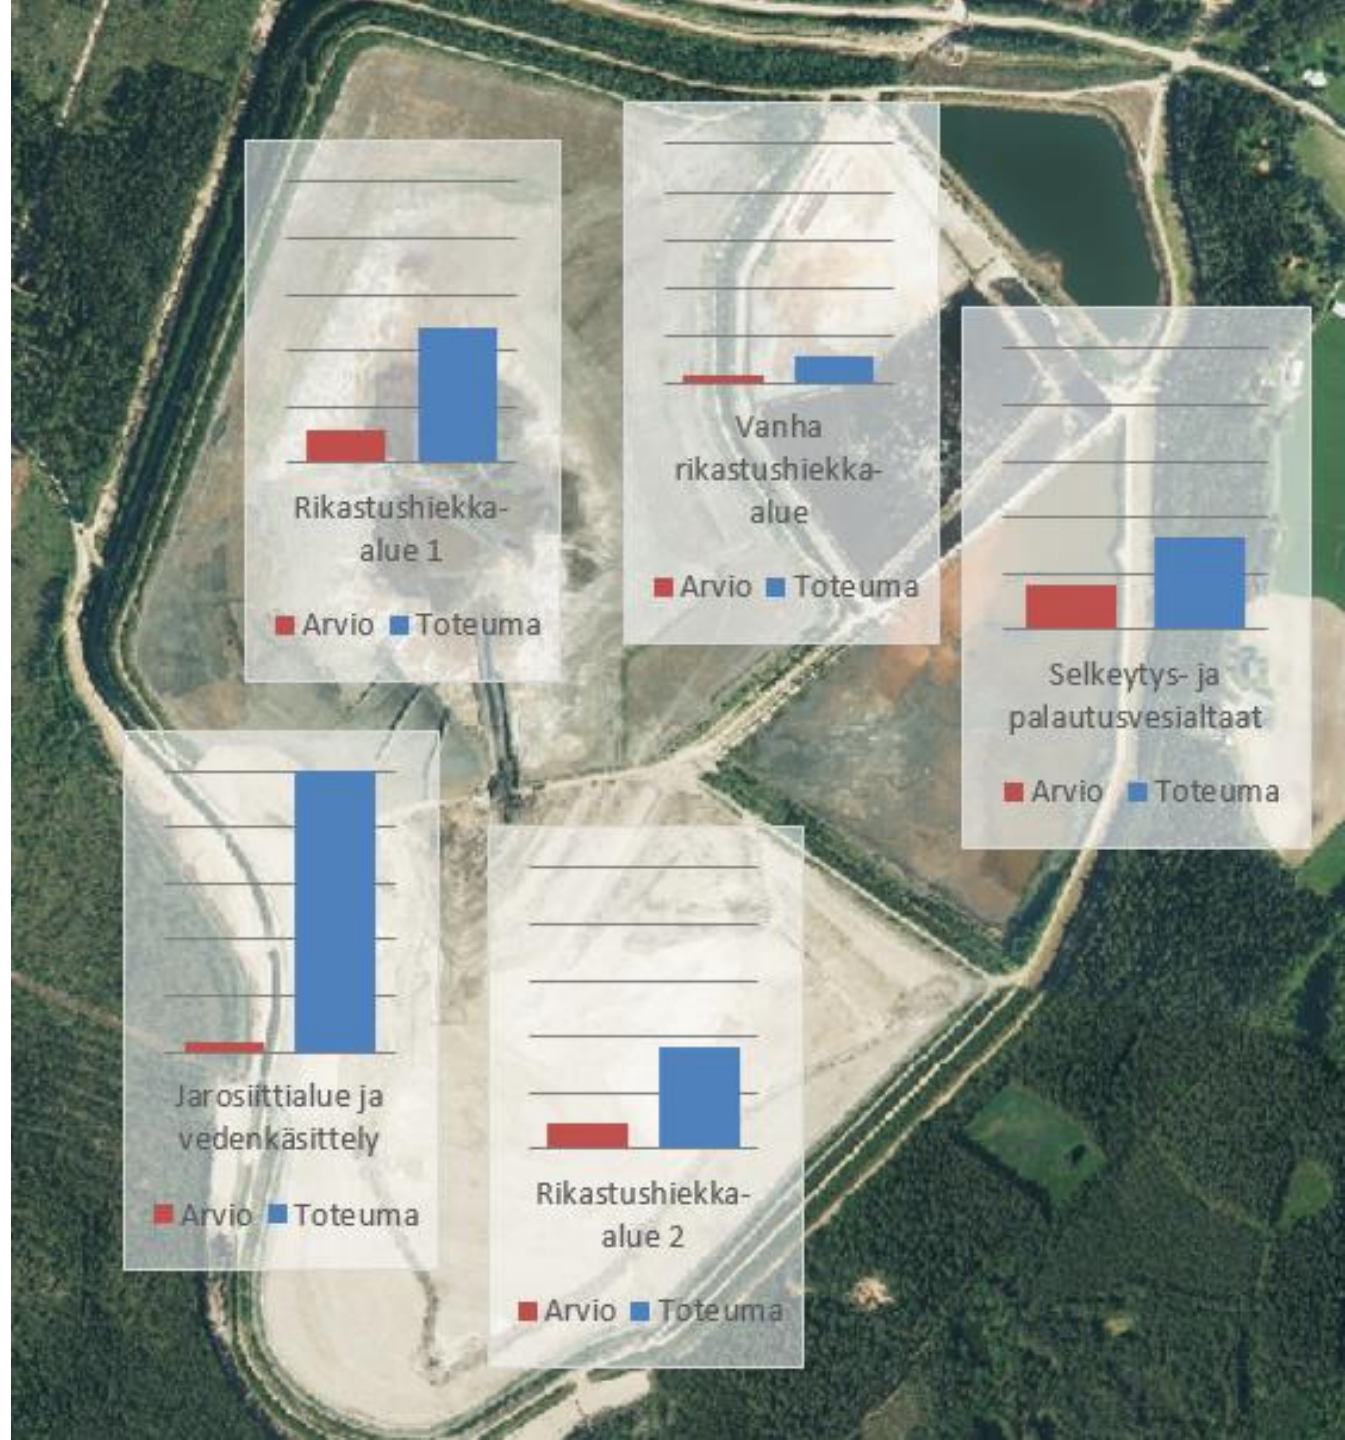 Rikastushiekka-
alue 1
Arvio Toteuma
Vanha
rikastushiekka-
alue
Arvio Toteuma
Selkeytys- ja
palautusvesialtaat
Arvio Toteuma
Jarosiittialue ja
vedenkäsittely
Arvio Toteuma
Rikastushiekka-
alue 2
Arvio Toteuma